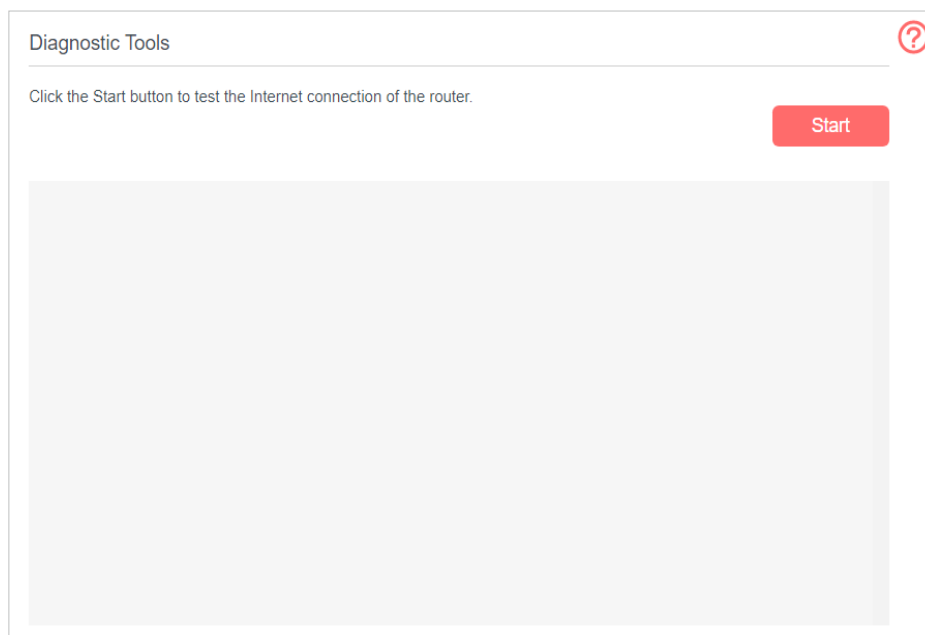 Diagnostic Tools
?
Click the Start button to test the Internet connection of the router.
Start